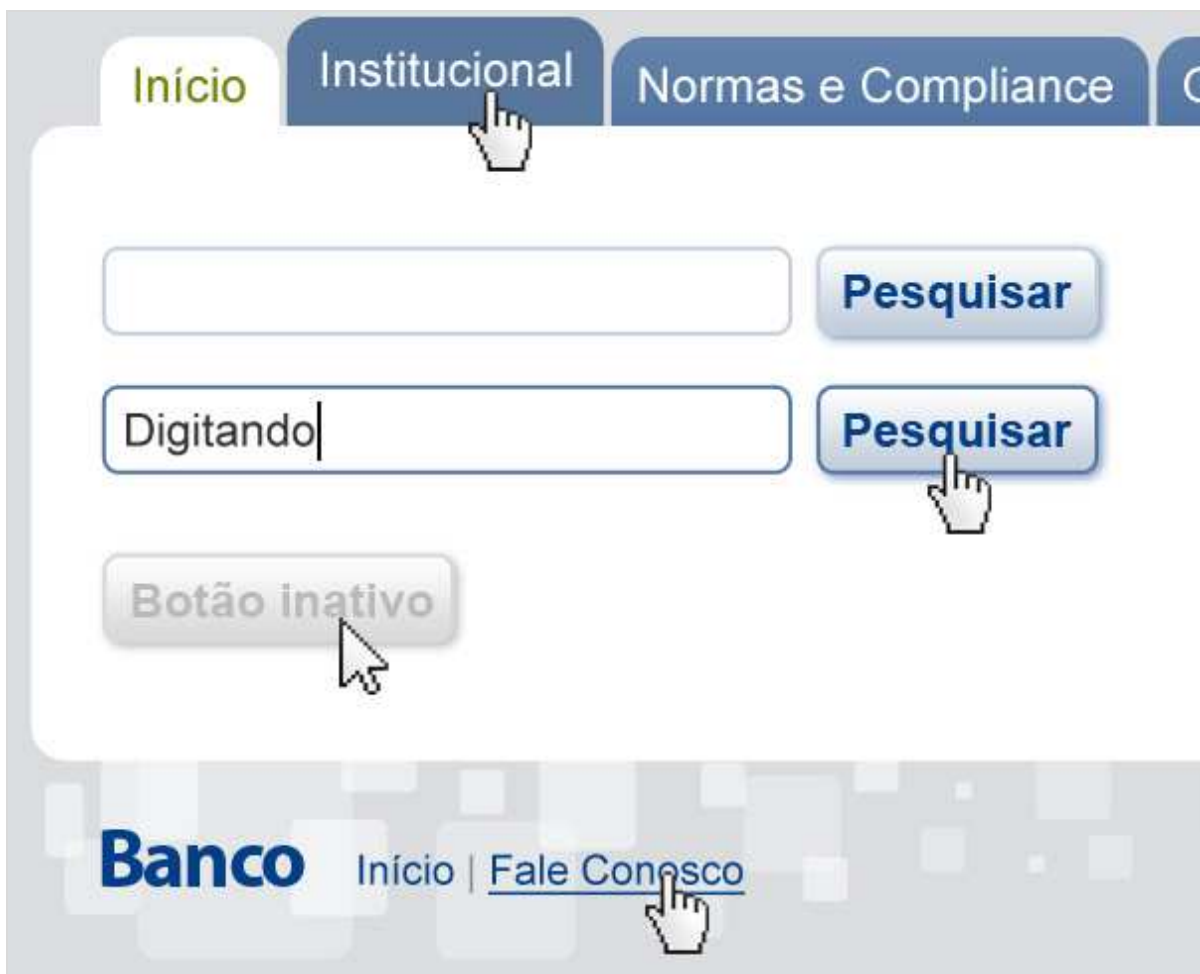 Início Institucional Normas e Compliance
Pesquisar
Digitando Pesquisar
Botão inativo
Banco Início | Fale Conosco